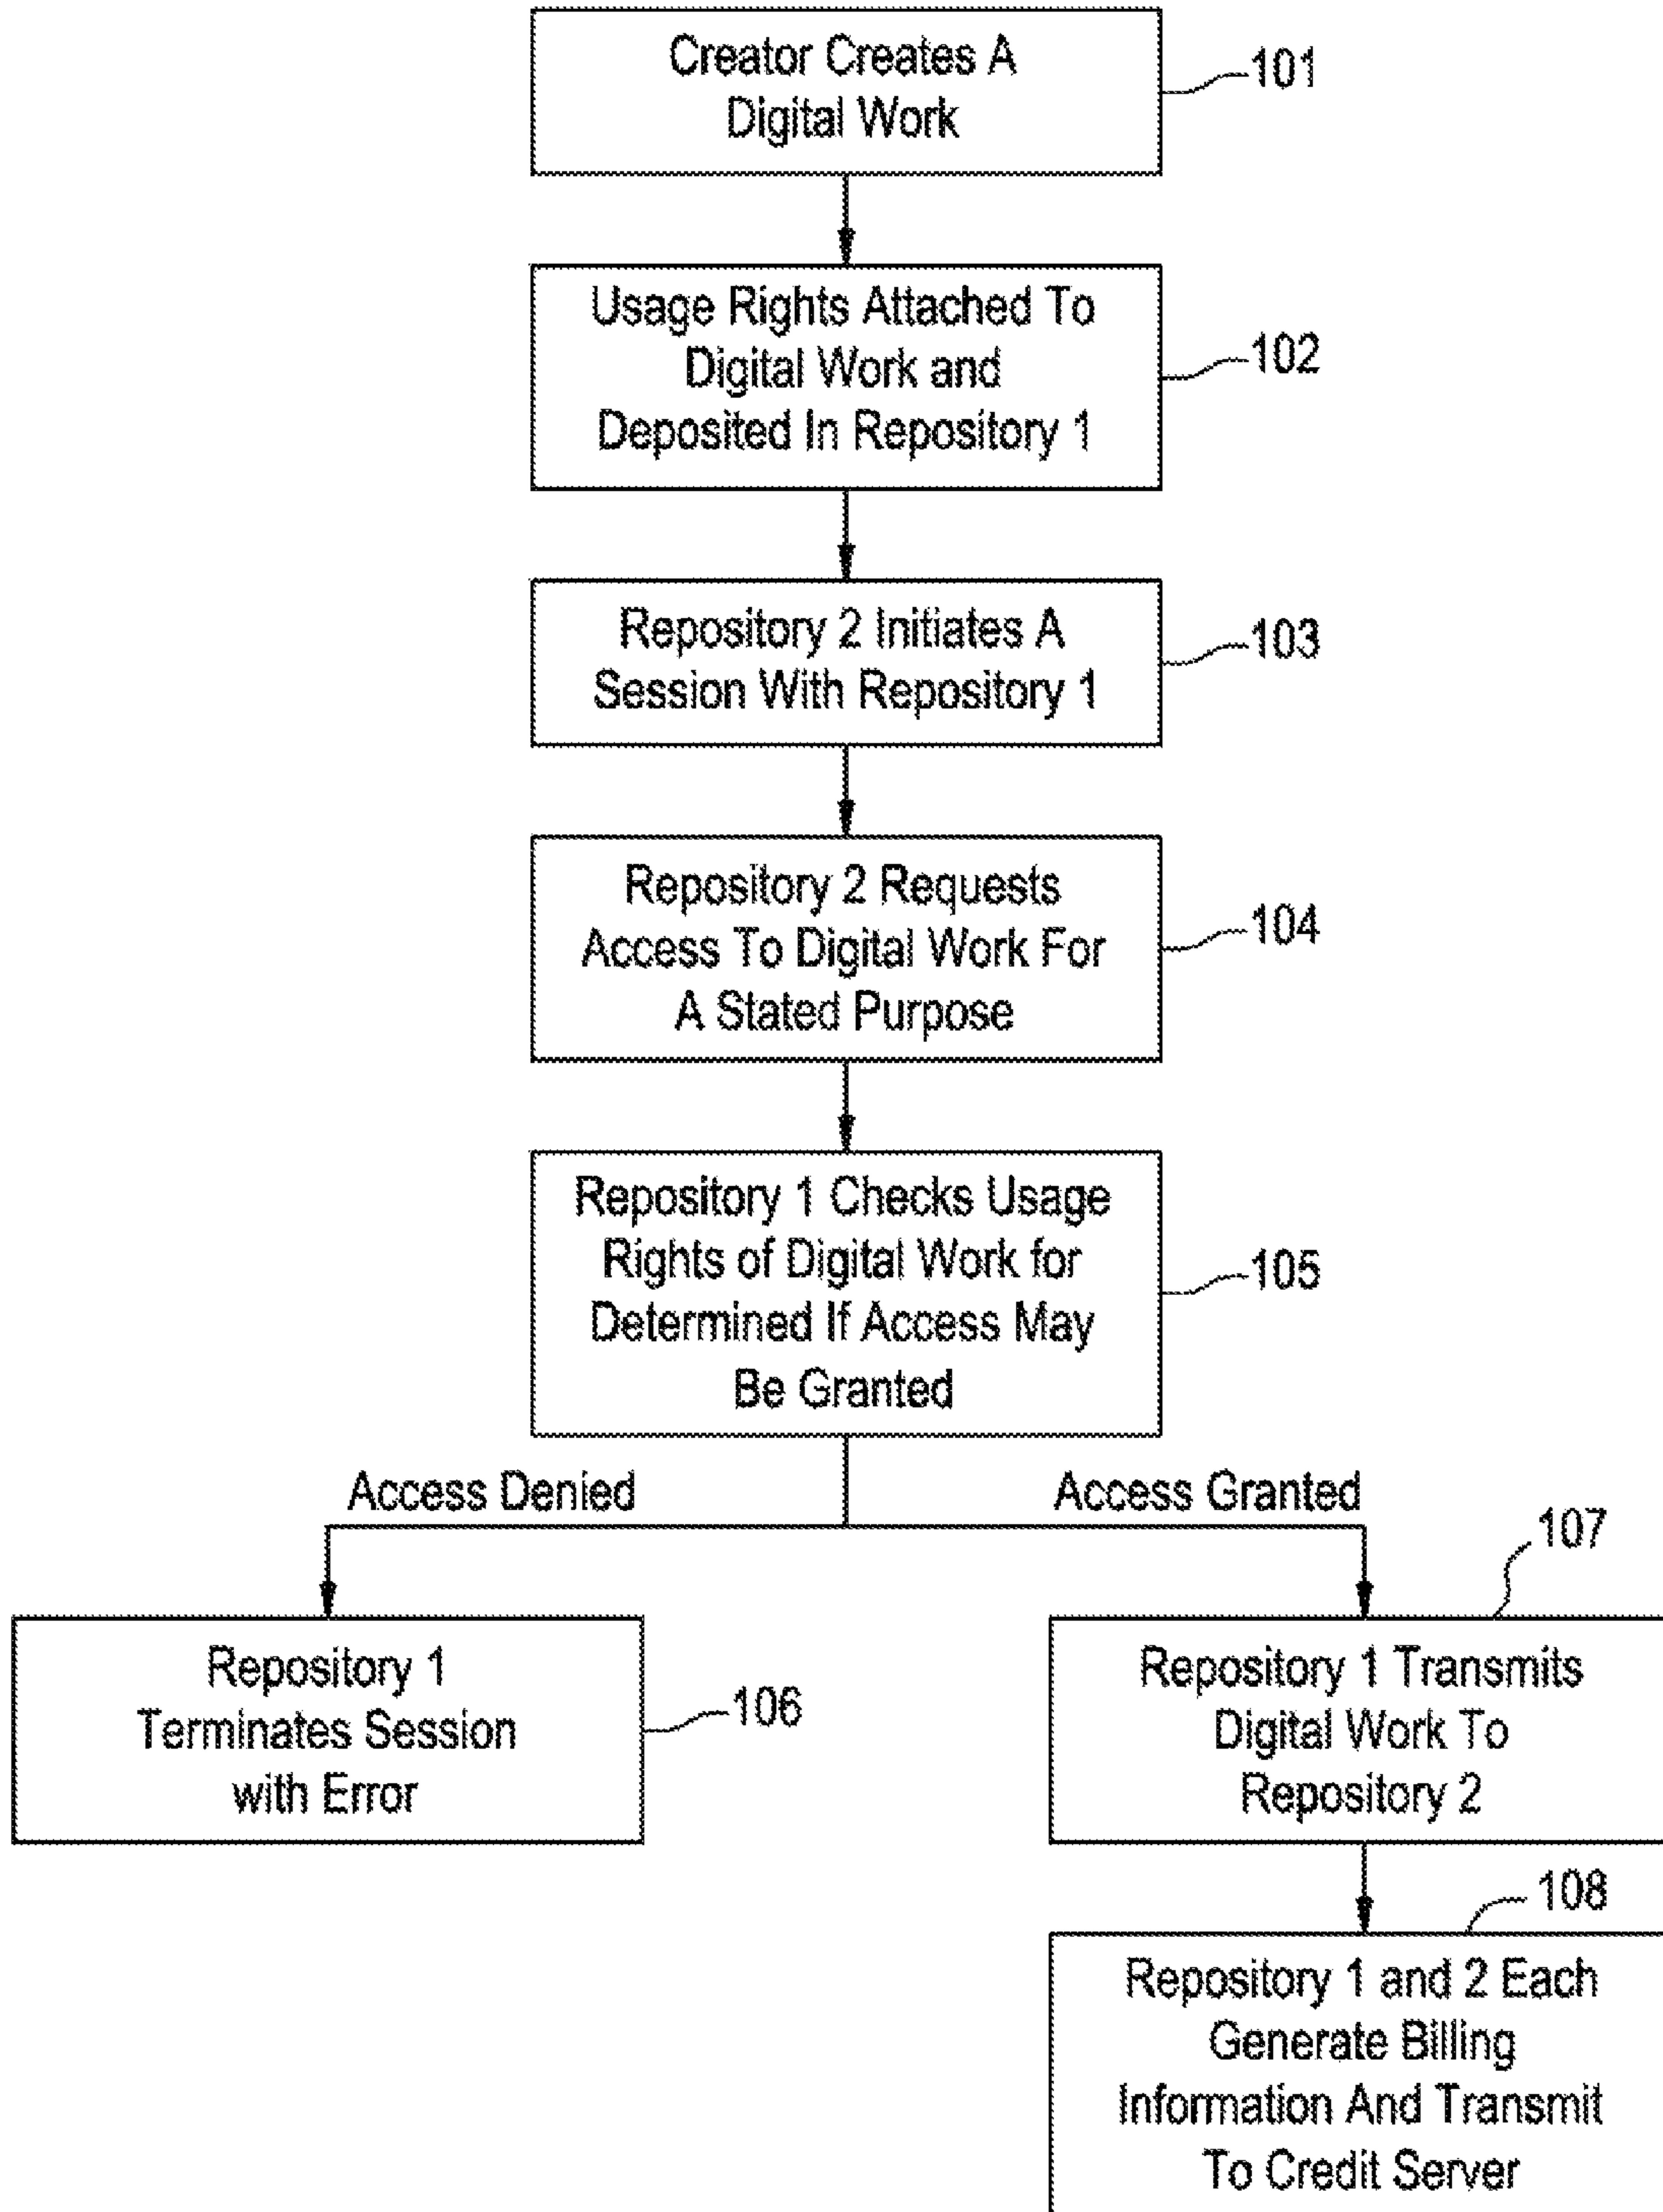 Creator Creates A
Digital Work
101
Usage Rights Attached To
Digital Work and
Deposited In Repository 1
102
Repository 2 Initiates A
Session With Repository 1
103
Repository 2 Requests
Access To Digital Work For
A Stated Purpose
104
Repository 1 Checks Usage
Rights of Digital Work for
Determined If Access May
Be Granted
105
Access Denied
Access Granted
Repository 1
Terminates Session
with Error
106
107
Repository 1 Transmits
Digital Work To
Repository 2
108
Repository 1 and 2 Each
Generate Billing
Information And Transmit
To Credit Server